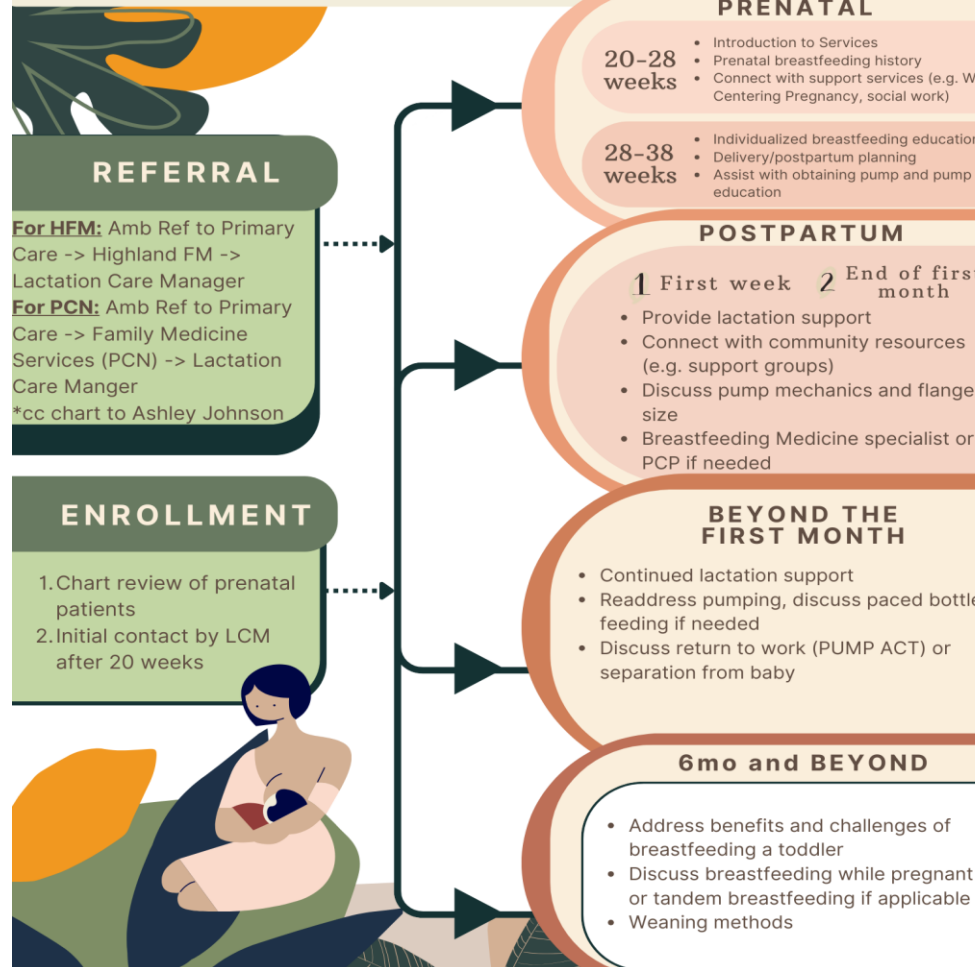 REFERRAL
For HFM: Amb Ref to Primary
Care -> Highland FM ->
Lactation Care Manager
For PCN: Amb Ref to Primary
Care -> Family Medicine
Services (PCN) -> Lactation
Care Manger
*cc chart to Ashley Johnson
ENROLLMENT
1. Chart review of prenatal
patients
2. Initial contact by LCM
after 20 weeks
PRENATAL
20-28
weeks
• Introduction to Services
• Prenatal breastfeeding history
• Connect with support services (e.g.
Centering Pregnancy, social work)
28-38
weeks
• Individualized breastfeeding education
• Delivery/postpartum planning
• Assist with obtaining pump and pump
education
POSTPARTUM
1 First week
2 End of first
month
• Provide lactation support
• Connect with community resources
(e.g. support groups)
• Discuss pump mechanics and flange
size
• Breastfeeding Medicine specialist or
PCP if needed
BEYOND THE
FIRST MONTH
• Continued lactation support
• Readdress pumping, discuss paced bottle
feeding if needed
• Discuss return to work (PUMP ACT) or
separation from baby
6mo and BEYOND
• Address benefits and challenges of
breastfeeding a toddler
• Discuss breastfeeding while pregnant
or tandem breastfeeding if applicable
• Weaning methods